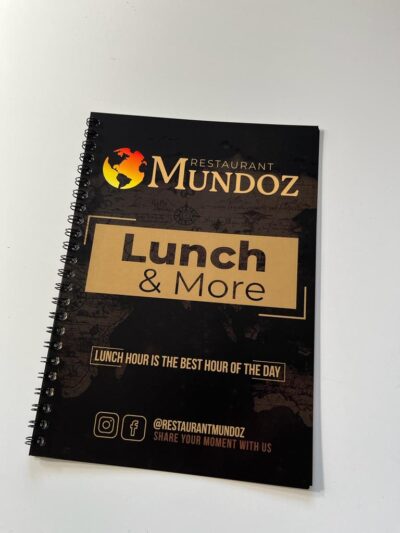 RESTAURANT
MUNDOZ
Lunch
& More
LUNCH HOUR IS THE BEST HOUR OF THE DAY
@RESTAURANTMUNDOZ
SHARE YOUR MOMENT WITH US